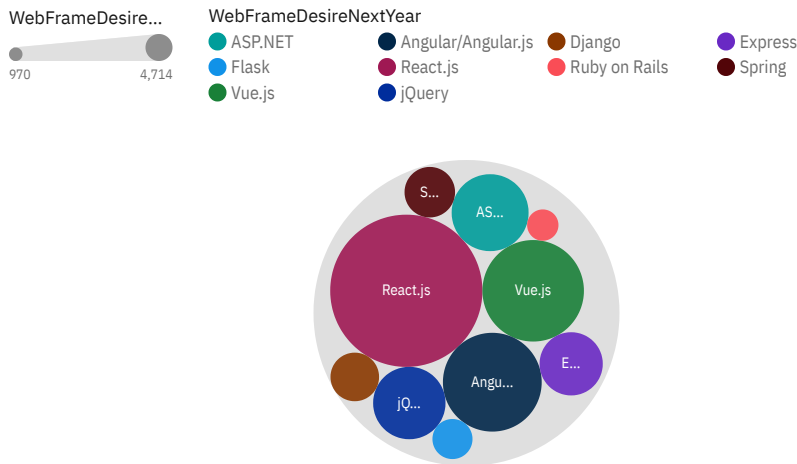 WebFrameDesire...
970 4,714
WebFrameDesireNextYear
ASP.NET Angular/Angular.js Django Express
Flask React.js Ruby on Rails Spring
Vue.js jQuery
S...
AS...
React.js Vue.js
E...
Angu...
jQ...